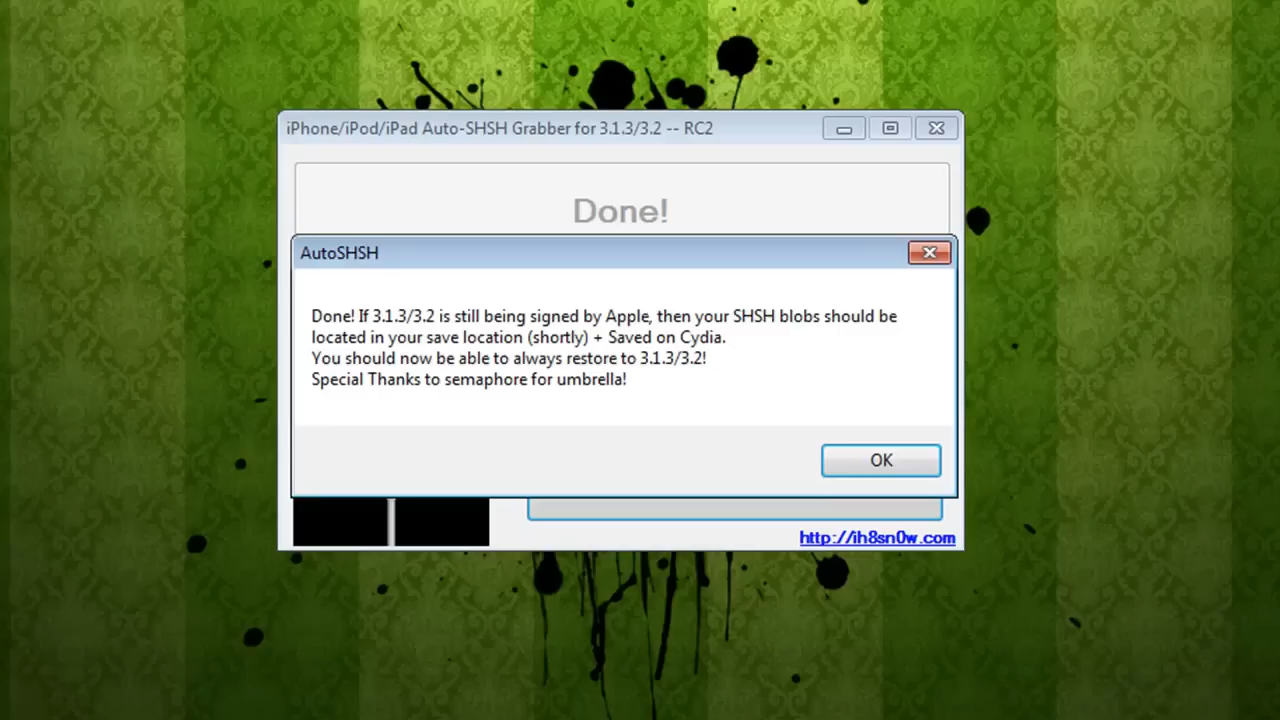 iPhone/iPod/iPad Auto-SHSH Grabber for 3.1.3/3.2 -- RC2
Done!
AutoSHSH
Done! If 3.1.3/3.2 is still being signed by Apple, then your SHSH blobs should be
located in your save location (shortly) + Saved on Cydia.
You should now be able to always restore to 3.1.3/3.2!
Special Thanks to semaphore for umbrella!
OK
http://ih8sn0w.com